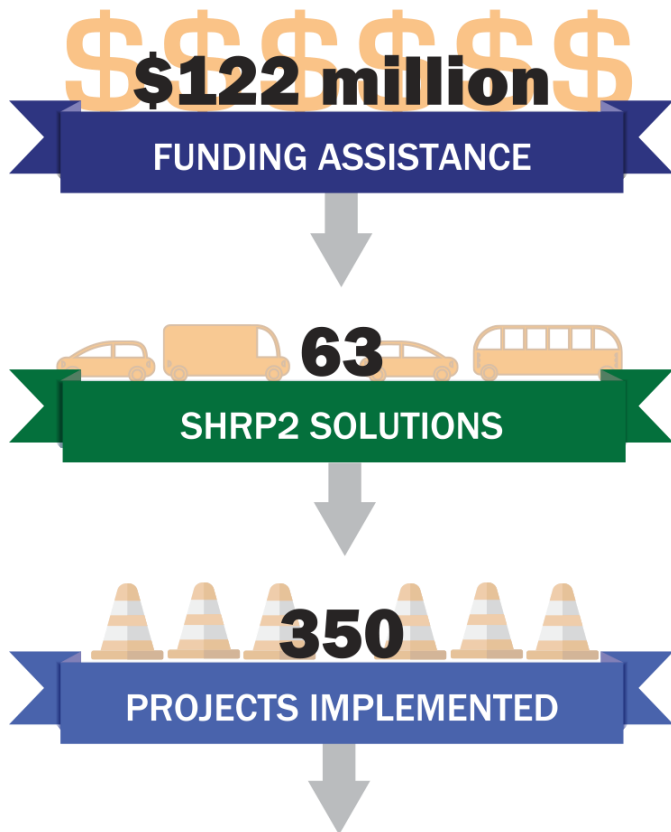 $$$$$$
$122 million
FUNDING ASSISTANCE
63
SHRP2 SOLUTIONS
350
PROJECTS IMPLEMENTED